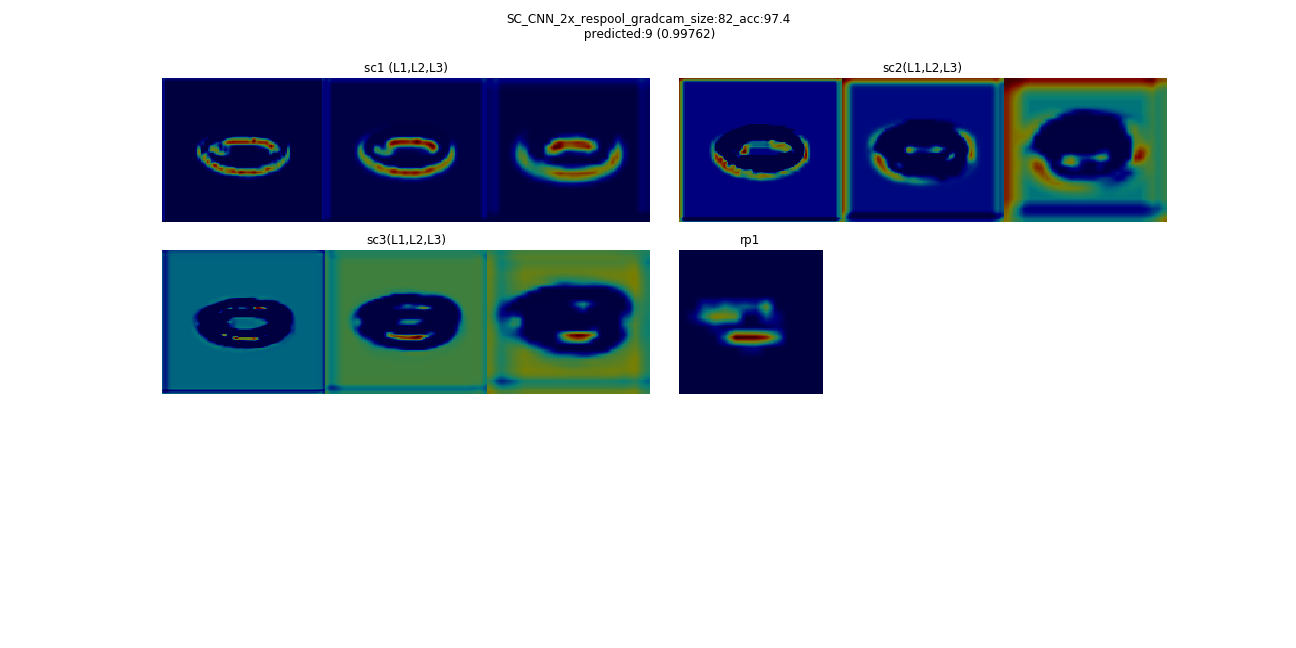 SC_CNN_2x_respool_gradcam_size:82_acc:97.4
predicted:9 (0.99762)
sc1 (L1,L2,L3)
sc2(L1,L2,L3)
sc3(L1,L2,L3)
rp1